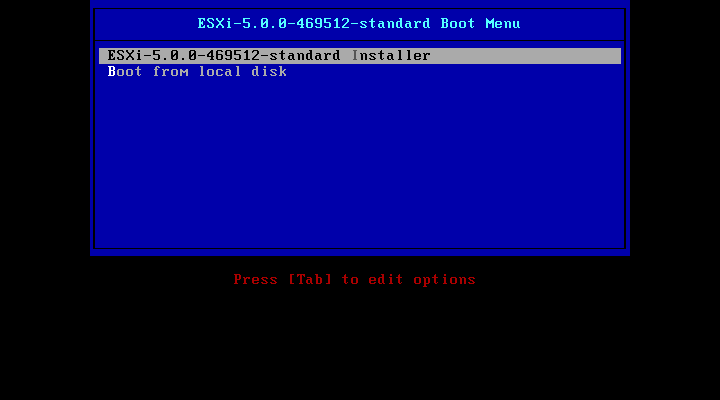 ESXi-5.0.0-469512-standard Boot Menu
ESXi-5.0.0-469512-standard Installer
Boot from local disk
Press [Tab] to edit options